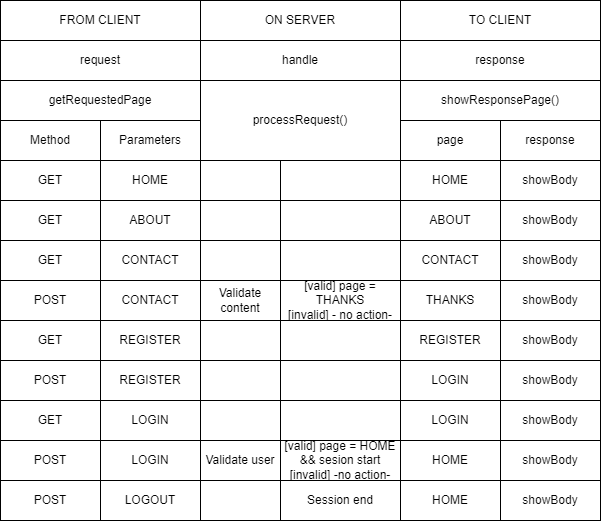 FROM CLIENT ON SERVER TO CLIENT
request handle response
getRequestedPage processRequest() showResponsePage()
Method Parameters page response
GET HOME HOME showBody
GET ABOUT ABOUT showBody
GET CONTACT CONTACT showBody
POST CONTACT Validate content [valid] page = THANKS [invalid] - no action- THANKS showBody
GET REGISTER REGISTER showBody
POST REGISTER LOGIN showBody
GET LOGIN LOGIN showBody
POST LOGIN Validate user [valid] page = HOME && sesion start [invalid] -no action- HOME showBody
POST LOGOUT Session end HOME showBody